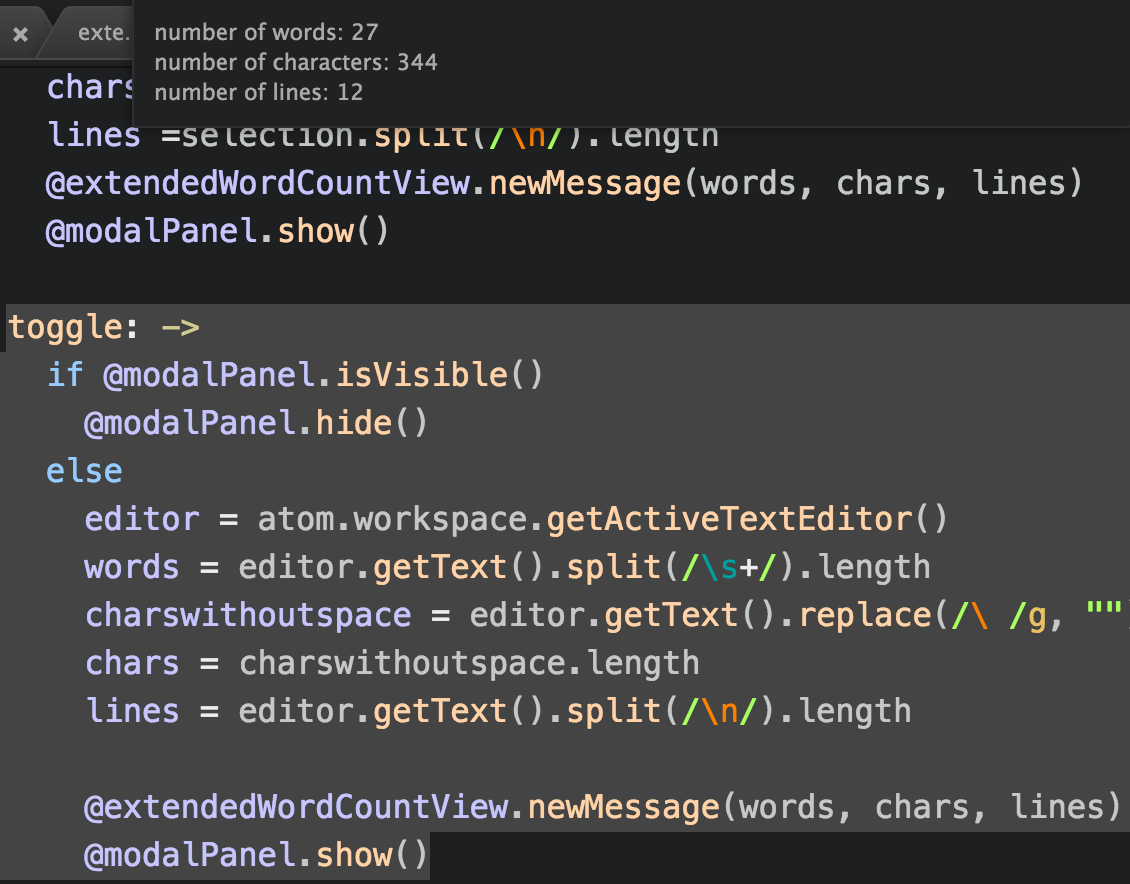 × exte.
number of words: 27
number of characters: 344
number of lines: 12
chars
lines =selection.split(/\n/).length
@extendedWordCountView.newMessage(words, chars, lines)
@modalPanel.show()
toggle: ->
if @modalPanel.isVisible()
@modalPanel.hide()
else
editor = atom.workspace.getActiveTextEditor()
words = editor.getText().split(/\s+/).length
charswithoutspace = editor.getText().replace(/\ /g, "")
chars = charswithoutspace.length
lines = editor.getText().split(/\n/).length
@extendedWordCountView.newMessage(words, chars, lines)
@modalPanel.show()